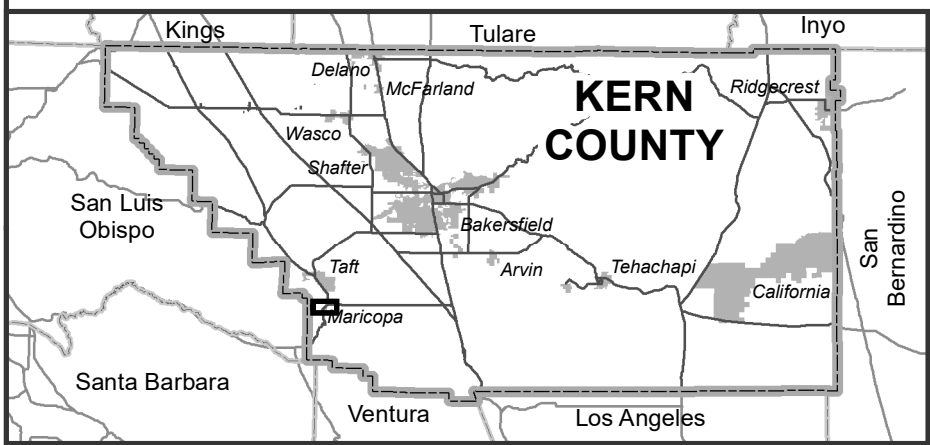 Kings
Tulare
Inyo
Delano
McFarland
Ridgecrest
KERN
COUNTY
Wasco
Shafter
San Luis
Obispo
Bakersfield
San
Bernardino
Taft
Arvin
Tehachapi
California
Maricopa
Santa Barbara
Ventura
Los Angeles